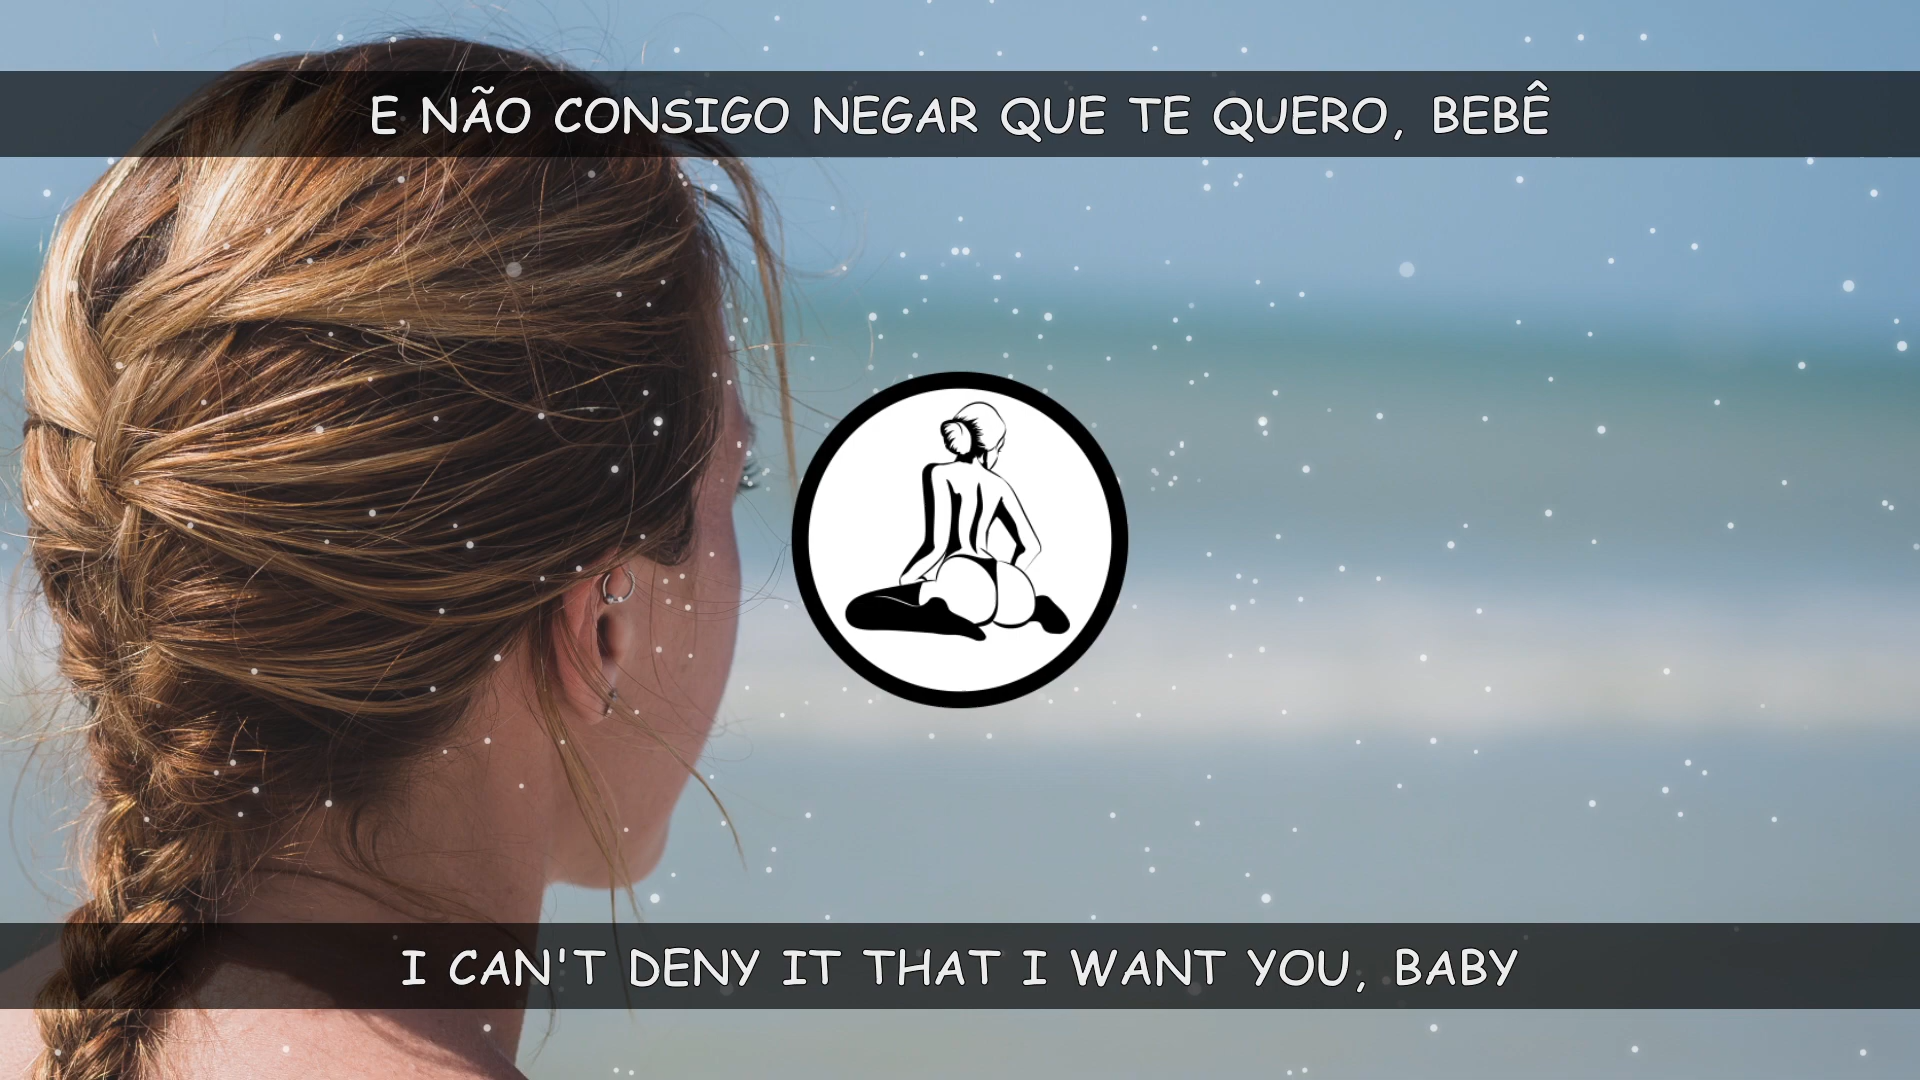 E NÃO CONSIGO NEGAR QUE TE QUERO, BEBÊ
I CAN'T DENY IT THAT I WANT YOU, BABY